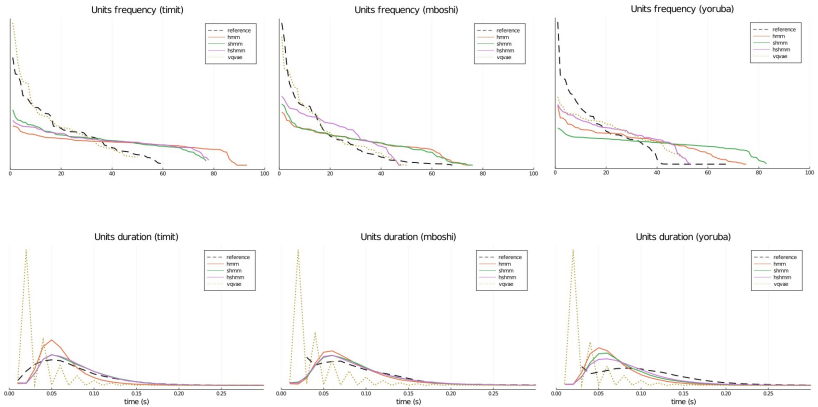 Units frequency (timit)
reference
hmm
shmm
hshmm
vqvae
0 20 40 60 80 100
Units frequency (mboshi)
reference
hmm
shmm
hshmm
vqvae
0 20 40 60 80 100
Units frequency (yoruba)
reference
hmm
shmm
hshmm
vqvae
0 20 40 60 80 100
Units duration (timit)
reference
hmm
shmm
hshmm
vqvae
0.00 0.05 0.10 0.15 0.20 0.25
time (s)
Units duration (mboshi)
reference
hmm
shmm
hshmm
vqvae
0.00 0.05 0.10 0.15 0.20 0.25
time (s)
Units duration (yoruba)
reference
hmm
shmm
hshmm
vqvae
0.00 0.05 0.10 0.15 0.20 0.25
time (s)